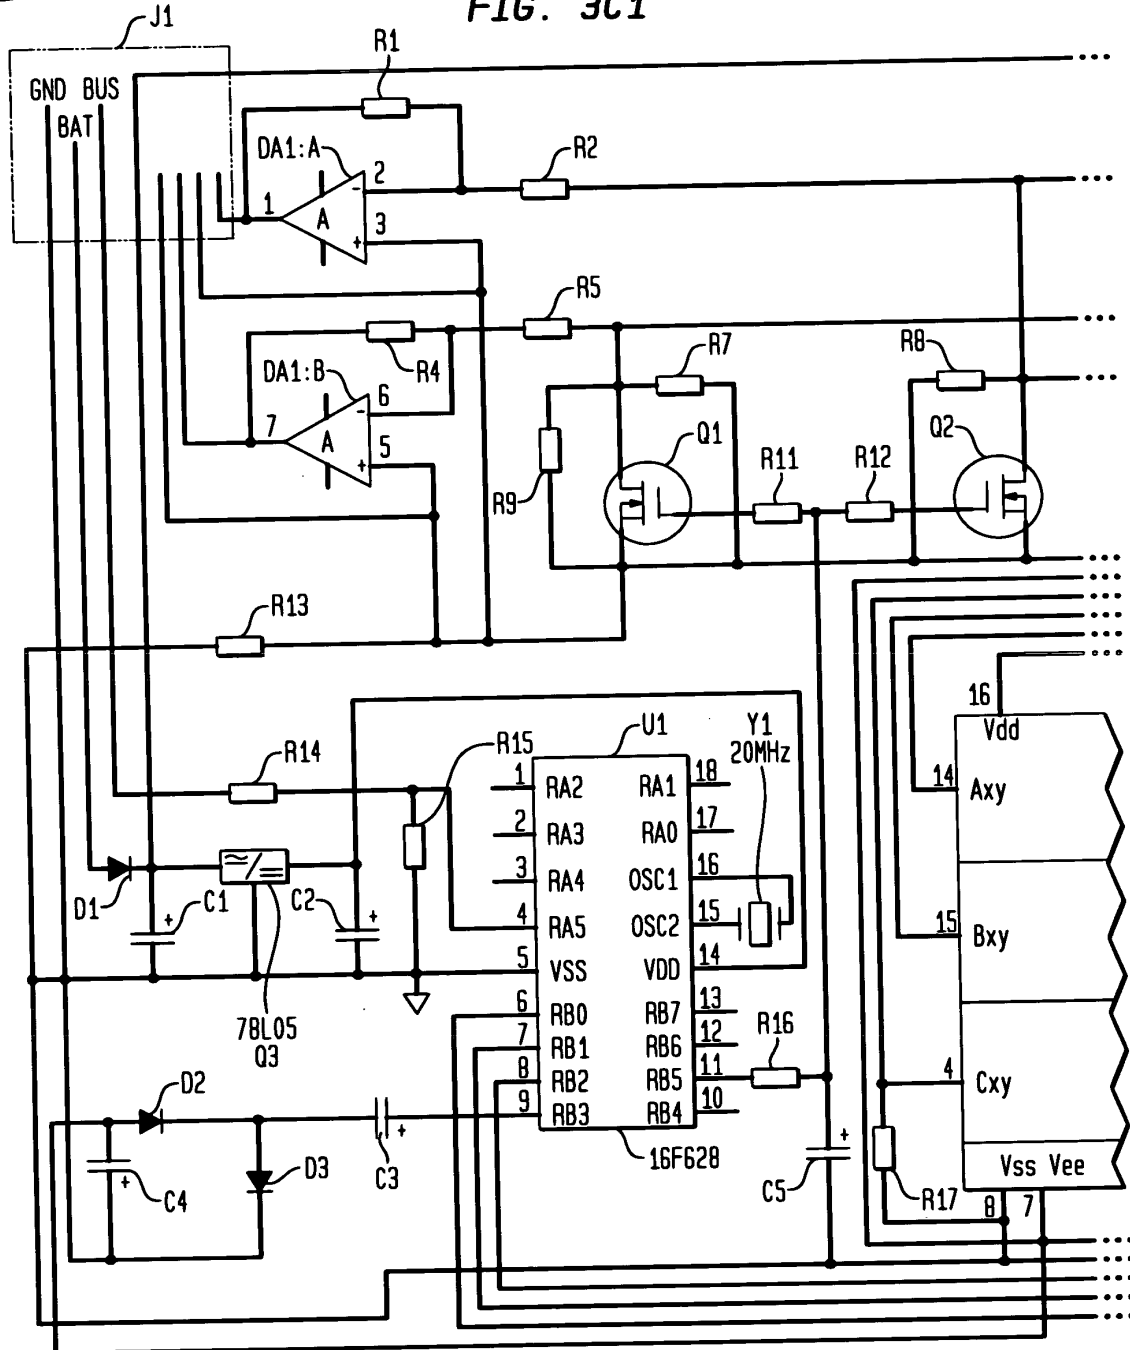 FIG. 3C1
J1
R1
GND BUS
BAT
DA1:A
2
R2
1
A
3
-
+
R5
R4
R7
R8
DA1:B
6
7
A
5
-
+
Q1
Q2
R9
R11
R12
R13
16
Vdd
U1
Y1
20MHz
R14
R15
1 RA2
RA1 18
14 Axy
2 RA3
RA0 17
3 RA4
OSC1 16
D1
C1
+
C2
+
4 RA5
OSC2 15
15 Bxy
5 VSS
VDD 14
78L05
Q3
6 RB0
RB7 13
7 RB1
RB6 12
R16
8 RB2
RB5 11
4 Cxy
9 RB3
RB4 10
D2
C3
+
D3
C4
+
16F628
C5
+
R17
Vss Vee
8 7